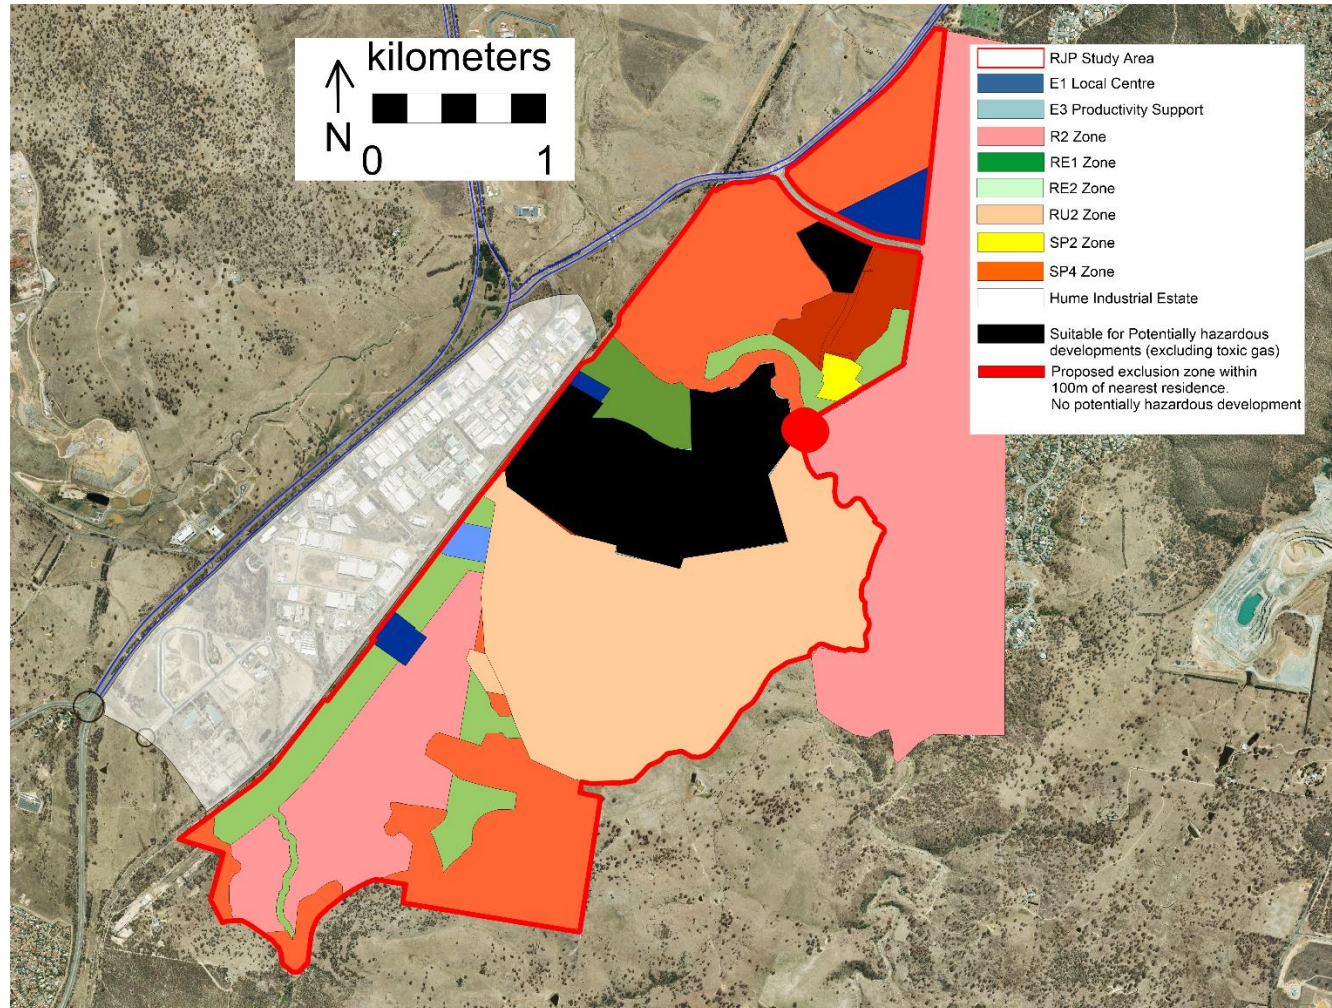 kilometers
N
0 1
RJP Study Area
E1 Local Centre
E3 Productivity Support
R2 Zone
RE1 Zone
RE2 Zone
RU2 Zone
SP2 Zone
SP4 Zone
Hume Industrial Estate
Suitable for Potentially hazardous
developments (excluding toxic gas)
Proposed exclusion zone within
100m of nearest residence.
No potentially hazardous development